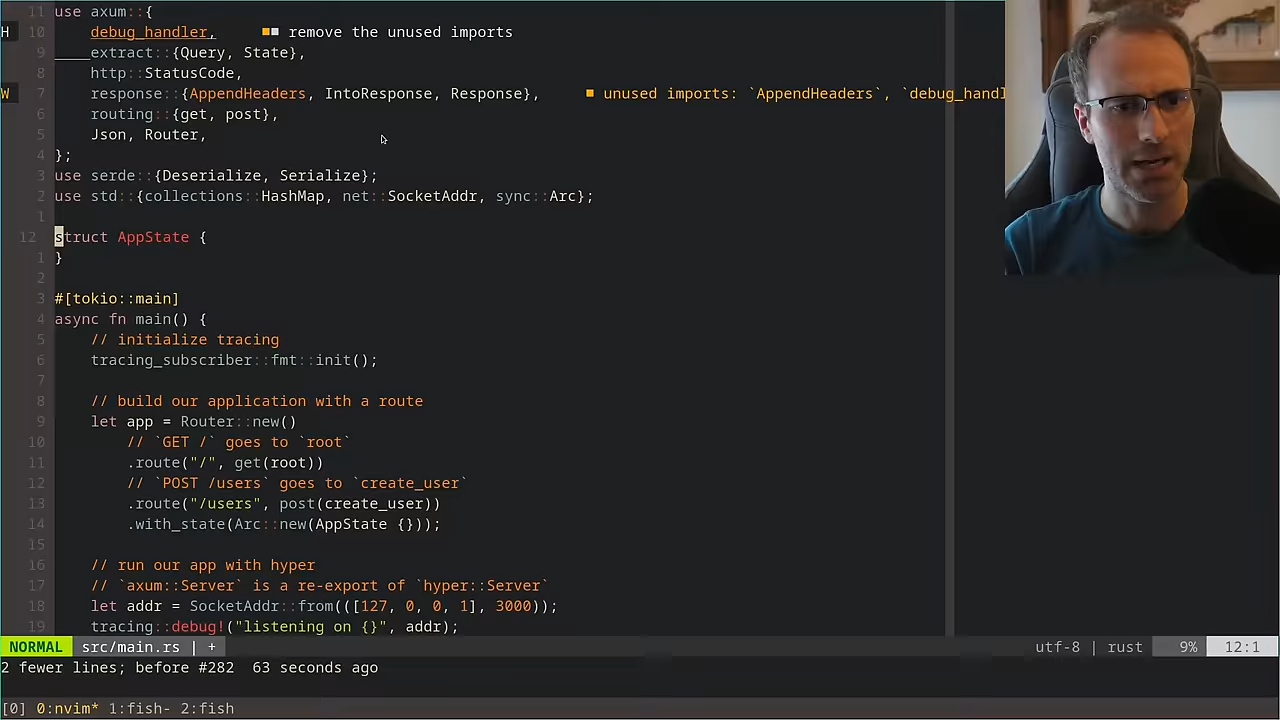 11 use axum::{
H 10 debug_handler, remove the unused imports
9 extract::{Query, State},
8 http::StatusCode,
W 7 response::{AppendHeaders, IntoResponse, Response}, unused imports: `AppendHeaders`, `debug_handl
6 routing::{get, post},
5 Json, Router,
4 };
3 use serde::{Deserialize, Serialize};
2 use std::{collections::HashMap, net::SocketAddr, sync::Arc};
1
12 struct AppState {
1 }
2
3 #[tokio::main]
4 async fn main() {
5 // initialize tracing
6 tracing_subscriber::fmt::init();
7
8 // build our application with a route
9 let app = Router::new()
10 // `GET /` goes to `root`
11 .route("/", get(root))
12 // `POST /users` goes to `create_user`
13 .route("/users", post(create_user))
14 .with_state(Arc::new(AppState {}));
15
16 // run our app with hyper
17 // `axum::Server` is a re-export of `hyper::Server`
18 let addr = SocketAddr::from(([127, 0, 0, 1], 3000));
19 tracing::debug!("listening on {}", addr);
NORMAL src/main.rs | + utf-8 | rust 9% 12:1
2 fewer lines; before #282 63 seconds ago
[0] 0:nvim* 1:fish- 2:fish